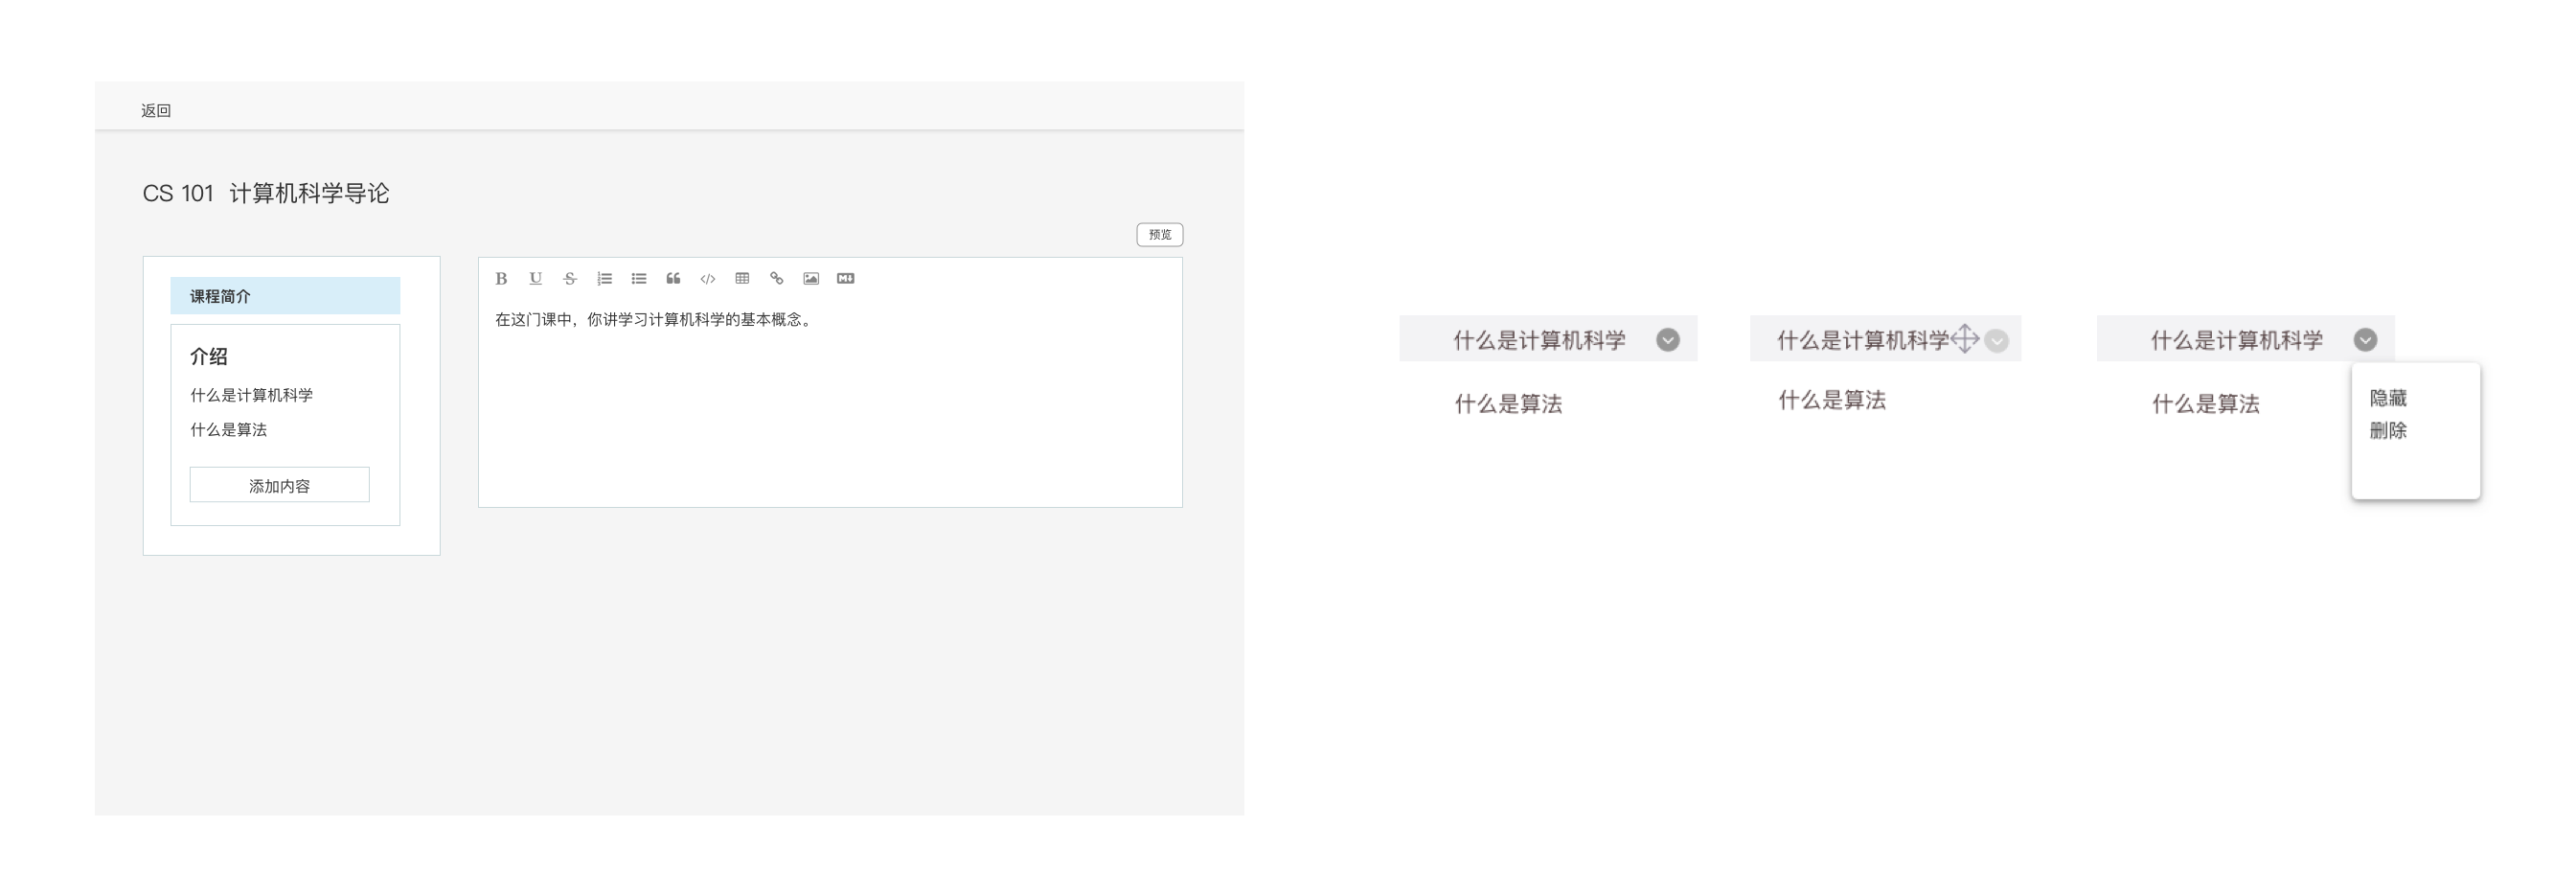 返回
CS 101 计算机科学导论
预览
课程简介
介绍
什么是计算机科学
什么是算法
添加内容
B U S
在这门课中，你讲学习计算机科学的基本概念。
什么是计算机科学
什么是算法
什么是计算机科学
什么是算法
什么是计算机科学
什么是算法
隐藏
删除